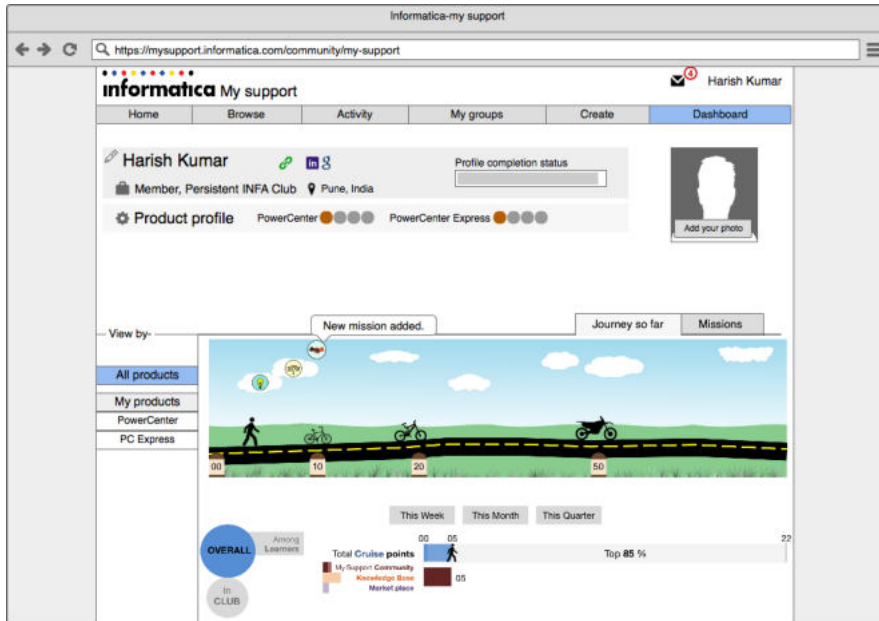 Informatica-my support
https://mysupport.informatica.com/community/my-support
informatica My support
4
Harish Kumar
Home Browse Activity My groups Create Dashboard
Harish Kumar
in g
Profile completion status
Member, Persistent INFA Club Pune, India
Product profile PowerCenter PowerCenter Express
Add your photo
View by-
New mission added.
Journey so far Missions
All products
My products
PowerCenter
PC Express
00 10 20 50
This Week This Month This Quarter
OVERALL
Among
Learners
In
CLUB
00 05 22
Total Cruise points
Top 85 %
My Support Community
Knowledge Base
Market place
05